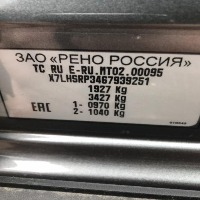 ЗАО «РЕНО РОССИЯ»
TC RU E-RU.MT02.00095
X7LHSRP3467939251
1927 Kg
3427 Kg
EAC
1- 0970 Kg
2- 1040 Kg